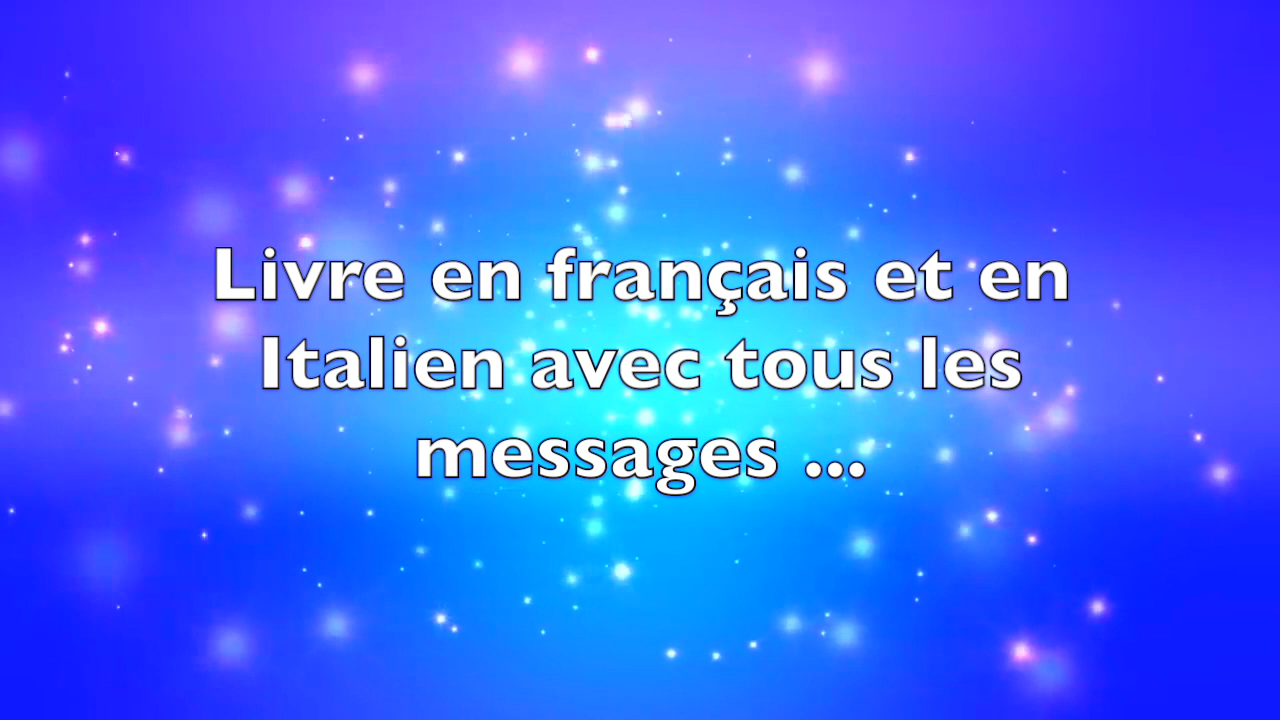 Livre en français et en
Italien avec tous les
messages ...